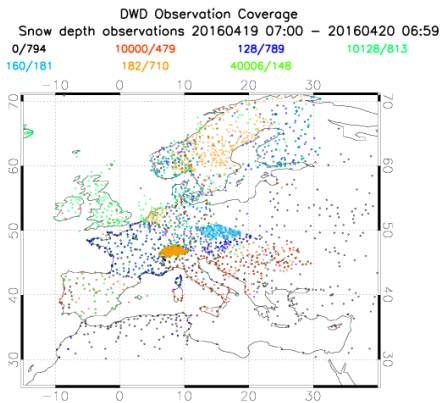 DWD Observation Coverage
Snow depth observations 20160419 07:00 - 20160420 06:59
0/794 10000/479 128/789 10128/813
160/181 182/710 40006/148
-10 0 10 20 30
70 70
60 60
50 50
40 40
30 30
-10 0 10 20 30